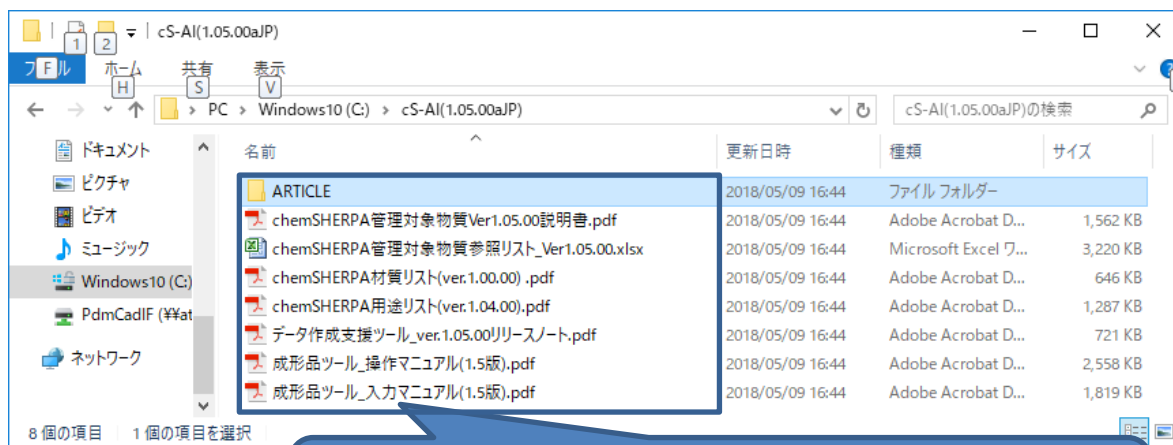 cS-AI(1.05.00aJP)
1 2
ファイル ホーム 共有 表示
F H S V
PC > Windows10 (C:) > cS-AI(1.05.00aJP)
cS-AI(1.05.00aJP)の検索
ドキュメント
ピクチャ
ビデオ
ミュージック
Windows10 (C:)
PdmCadIF (¥¥at
ネットワーク
名前 更新日時 種類 サイズ
ARTICLE 2018/05/09 16:44 ファイル フォルダー
chemSHERPA管理対象物質Ver1.05.00説明書.pdf 2018/05/09 16:44 Adobe Acrobat D... 1,562 KB
chemSHERPA管理対象物質参照リスト_Ver1.05.00.xlsx 2018/05/09 16:44 Microsoft Excel ワ... 3,220 KB
chemSHERPA材質リスト(ver.1.00.00) .pdf 2018/05/09 16:44 Adobe Acrobat D... 646 KB
chemSHERPA用途リスト(ver.1.04.00).pdf 2018/05/09 16:44 Adobe Acrobat D... 1,287 KB
データ作成支援ツール_ver.1.05.00リリースノート.pdf 2018/05/09 16:44 Adobe Acrobat D... 721 KB
成形品ツール_操作マニュアル(1.5版).pdf 2018/05/09 16:44 Adobe Acrobat D... 2,558 KB
成形品ツール_入力マニュアル(1.5版).pdf 2018/05/09 16:44 Adobe Acrobat D... 1,819 KB
8 個の項目 1 個の項目を選択